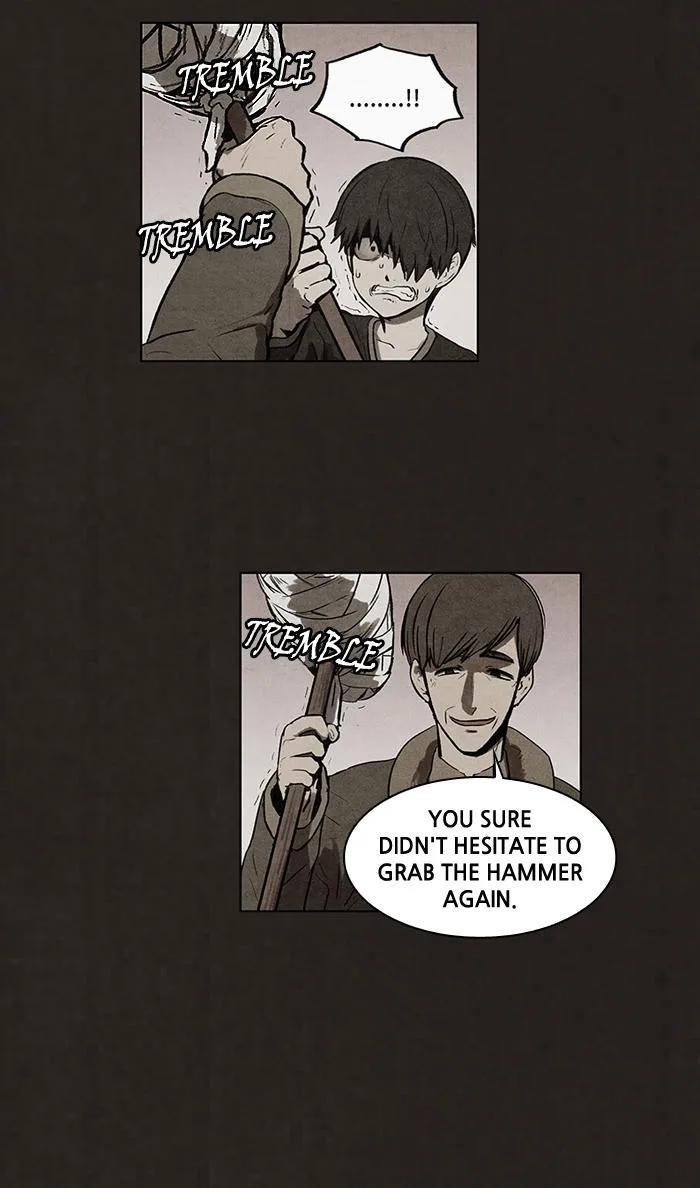 TREMBLE
........!!
TREMBLE
TREMBLE
YOU SURE
DIDN'T HESITATE TO
GRAB THE HAMMER
AGAIN.